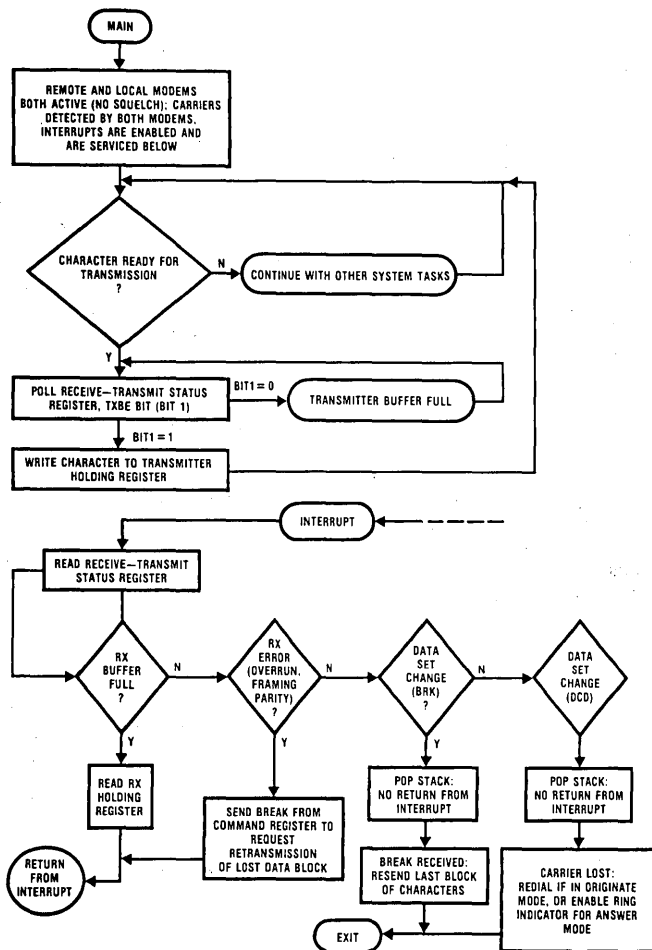 MAIN
REMOTE AND LOCAL MODEMS
BOTH ACTIVE (NO SQUELCH); CARRIERS
DETECTED BY BOTH MODEMS.
INTERRUPTS ARE ENABLED AND
ARE SERVICED BELOW
CHARACTER READY FOR
TRANSMISSION
?
N
CONTINUE WITH OTHER SYSTEM TASKS
Y
POLL RECEIVE—TRANSMIT STATUS
REGISTER, TXBE BIT (BIT 1)
BIT1 = 0
TRANSMITTER BUFFER FULL
BIT1 = 1
WRITE CHARACTER TO TRANSMITTER
HOLDING REGISTER
INTERRUPT
READ RECEIVE—TRANSMIT
STATUS REGISTER
RX
BUFFER
FULL
?
N
RX
ERROR
(OVERRUN,
FRAMING
PARITY)
?
N
DATA
SET
CHANGE
(BRK)
?
N
DATA
SET
CHANGE
(DCD)
Y
Y
Y
READ RX
HOLDING
REGISTER
SEND BREAK FROM
COMMAND REGISTER TO
REQUEST
RETRANSMISSION
OF LOST DATA BLOCK
POP STACK:
NO RETURN FROM
INTERRUPT
POP STACK:
NO RETURN FROM
INTERRUPT
BREAK RECEIVED:
RESEND LAST BLOCK
OF CHARACTERS
CARRIER LOST:
REDIAL IF IN ORIGINATE
MODE, OR ENABLE RING
INDICATOR FOR ANSWER
MODE
RETURN
FROM
INTERRUPT
EXIT